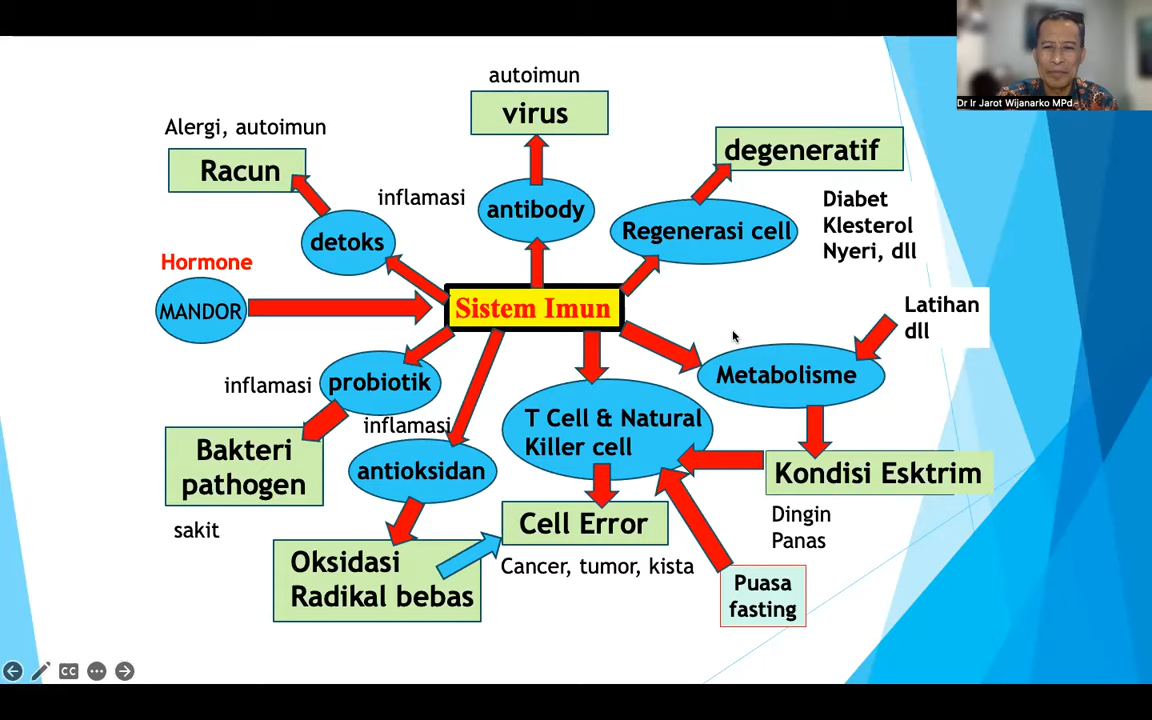 autoimun
virus
Dr Ir Jarot Wijanarko MPd
Alergi, autoimun
Racun
degeneratif
inflamasi
antibody
Diabet
Klesterol
Nyeri, dll
Regenerasi cell
detoks
Hormone
MANDOR
Sistem Imun
Latihan
dll
inflamasi
probiotik
Metabolisme
inflamasi
T Cell & Natural
Killer cell
Bakteri
pathogen
antioksidan
Kondisi Esktrim
sakit
Cell Error
Dingin
Panas
Oksidasi
Radikal bebas
Cancer, tumor, kista
Puasa
fasting
CC